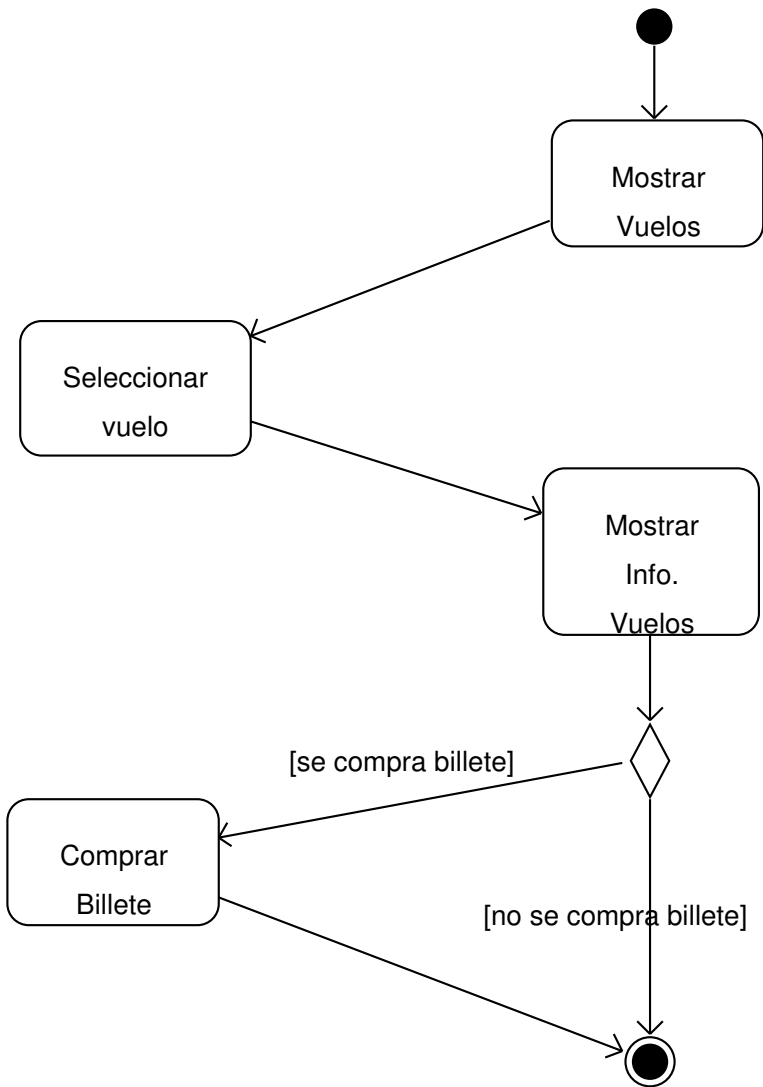 Mostrar
Vuelos
Seleccionar
vuelo
Mostrar
Info.
Vuelos
[se compra billete]
Comprar
Billete
[no se compra billete]